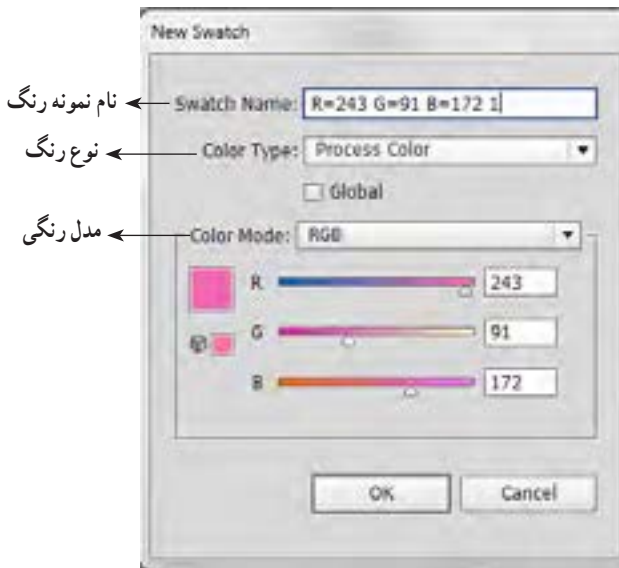 New Swatch
نام نمونه رنگ
Swatch Name: R=243 G=91 B=172 1
نوع رنگ
Color Type: Process Color
Global
مدل رنگی
Color Mode: RGB
R 243
G 91
B 172
OK Cancel